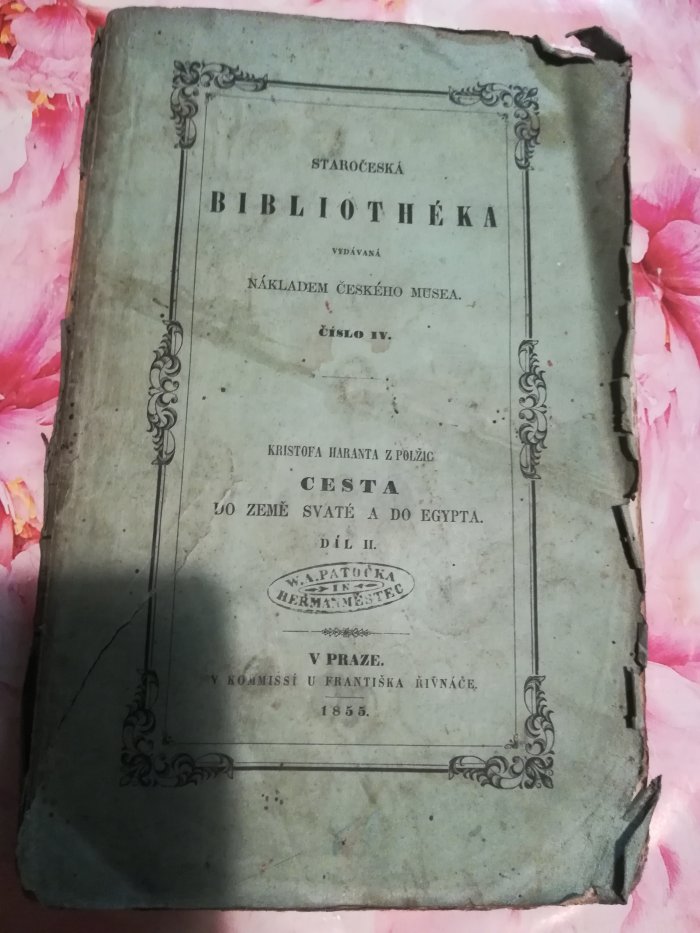 STAROČESKÁ
BIBLIOTHÉKA
VYDÁVANÁ
NÁKLADEM ČESKÉHO MUSEA.
ČÍSLO IV.
KRISTOFA HARANTA Z POLŽIC
CESTA
DO ZEMĚ SVATÉ A DO EGYPTA.
DÍL II.
W. A. PATOČKA
IN
HEŘMANMĚSTEC
V PRAZE.
V KOMMISSÍ U FRANTIŠKA ŘIVNÁČE.
1855.